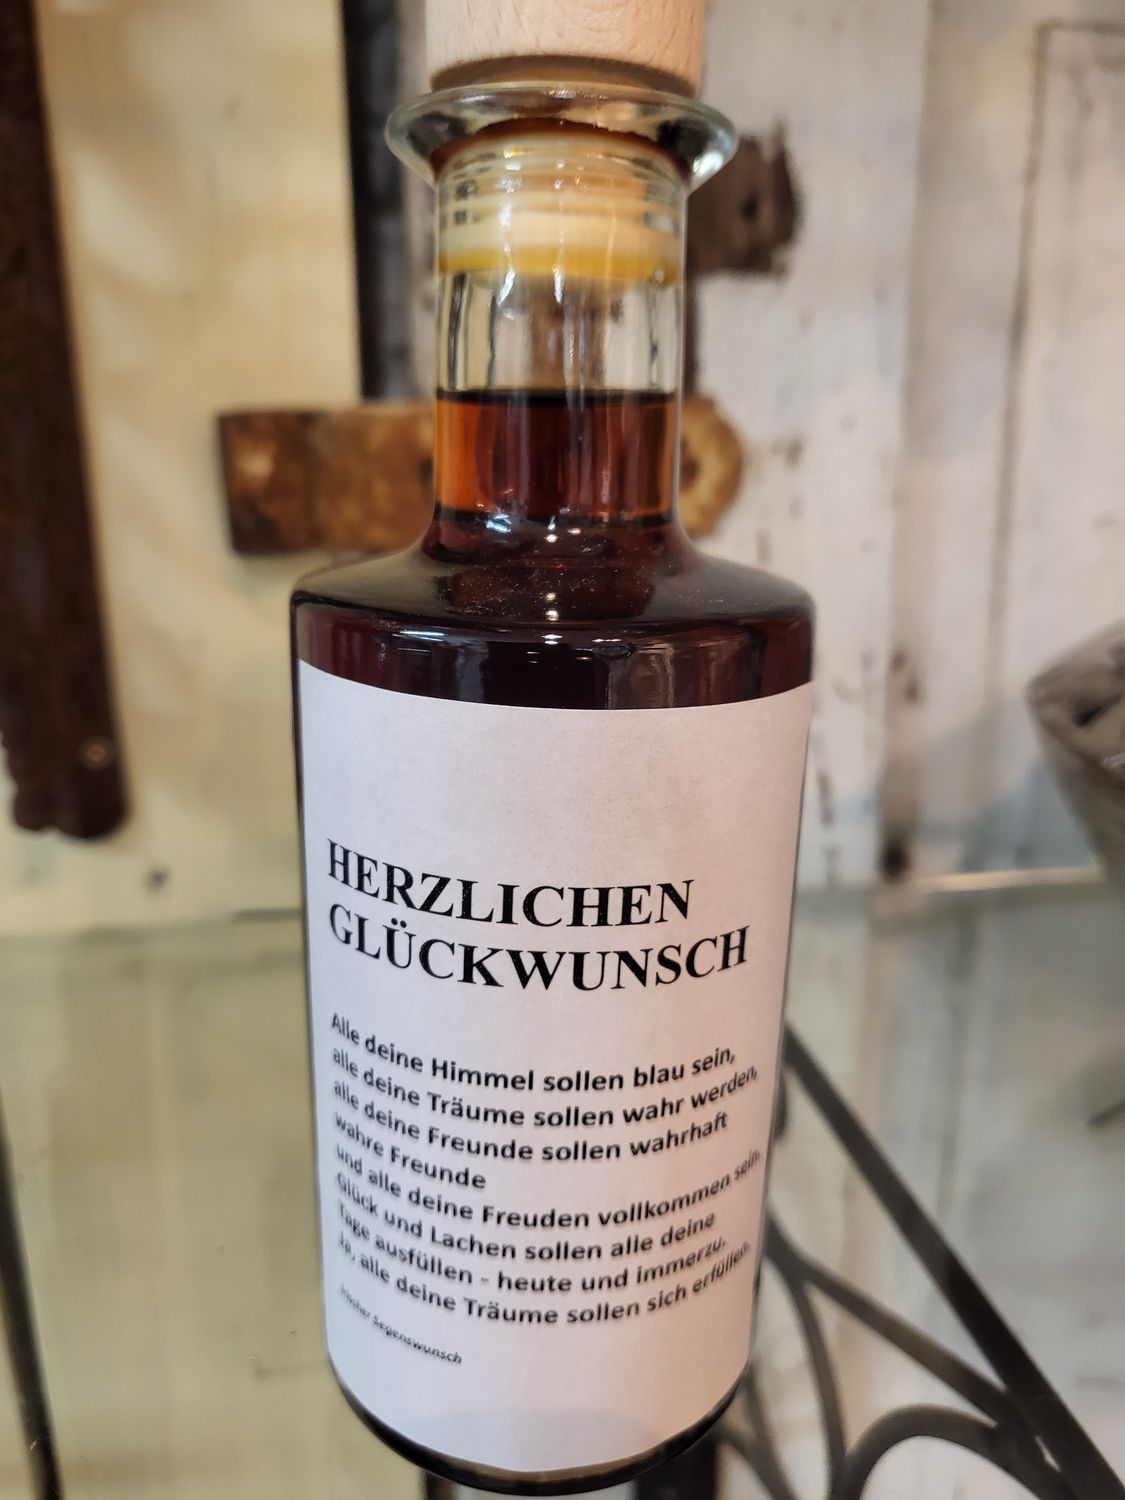 HERZLICHEN
GLÜCKWUNSCH
Alle deine Himmel sollen blau sein,
alle deine Träume sollen wahr werden,
alle deine Freunde sollen wahrhaft
wahre Freunde
und alle deine Freuden vollkommen sein.
Glück und Lachen sollen alle deine
Tage ausfüllen - heute und immerzu.
Ja, alle deine Träume sollen sich erfüllen.
Irischer Segenswunsch